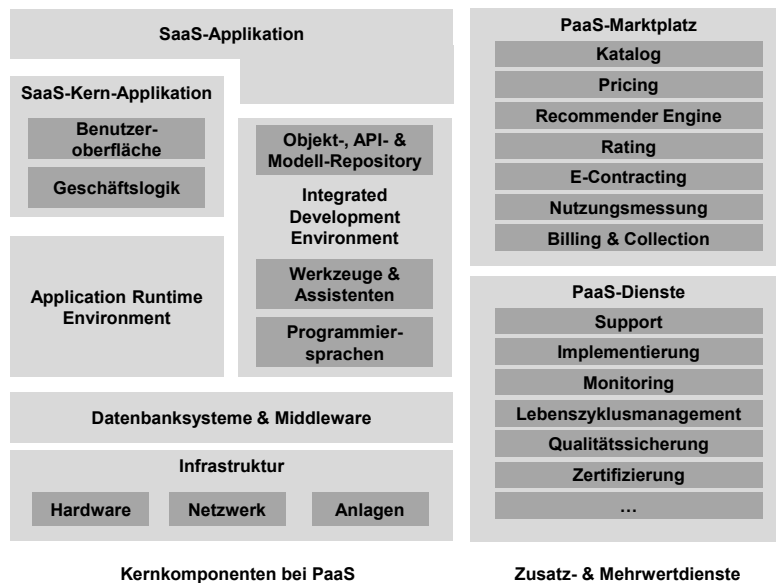 SaaS-Applikation
SaaS-Kern-Applikation
Benutzer-
oberfläche
Geschäftslogik
Objekt-, API- &
Modell-Repository
Integrated
Development
Environment
Werkzeuge &
Assistenten
Programmier-
sprachen
Application Runtime
Environment
Datenbanksysteme & Middleware
Infrastruktur
Hardware
Netzwerk
Anlagen
Kernkomponenten bei PaaS
PaaS-Marktplatz
Katalog
Pricing
Recommender Engine
Rating
E-Contracting
Nutzungsmessung
Billing & Collection
PaaS-Dienste
Support
Implementierung
Monitoring
Lebenszyklusmanagement
Qualitätssicherung
Zertifizierung
…
Zusatz- & Mehrwertdienste